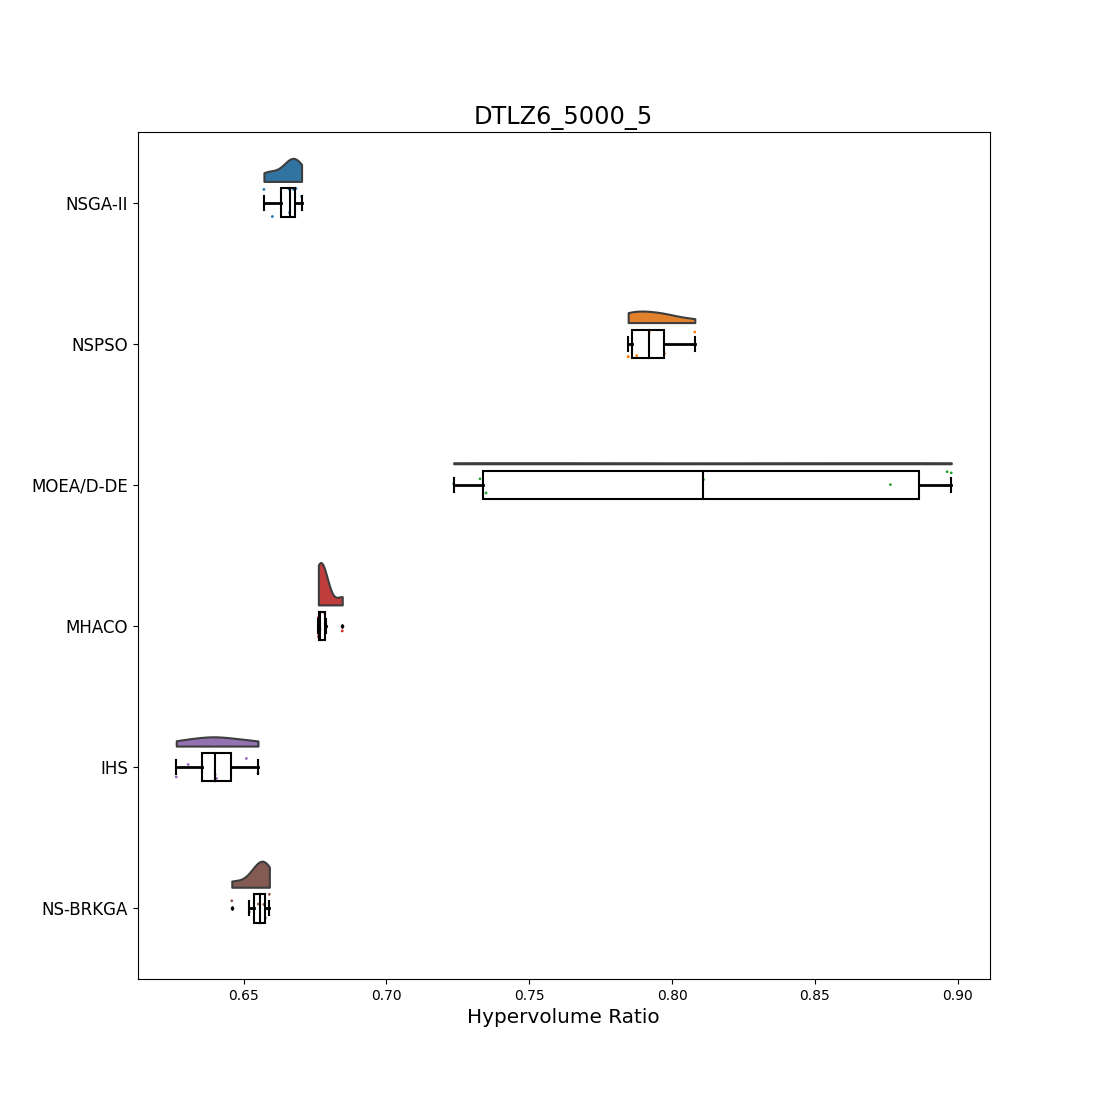 DTLZ6_5000_5
NSGA-II
NSPSO
MOEA/D-DE
MHACO
IHS
NS-BRKGA
0.65 0.70 0.75 0.80 0.85 0.90
Hypervolume Ratio